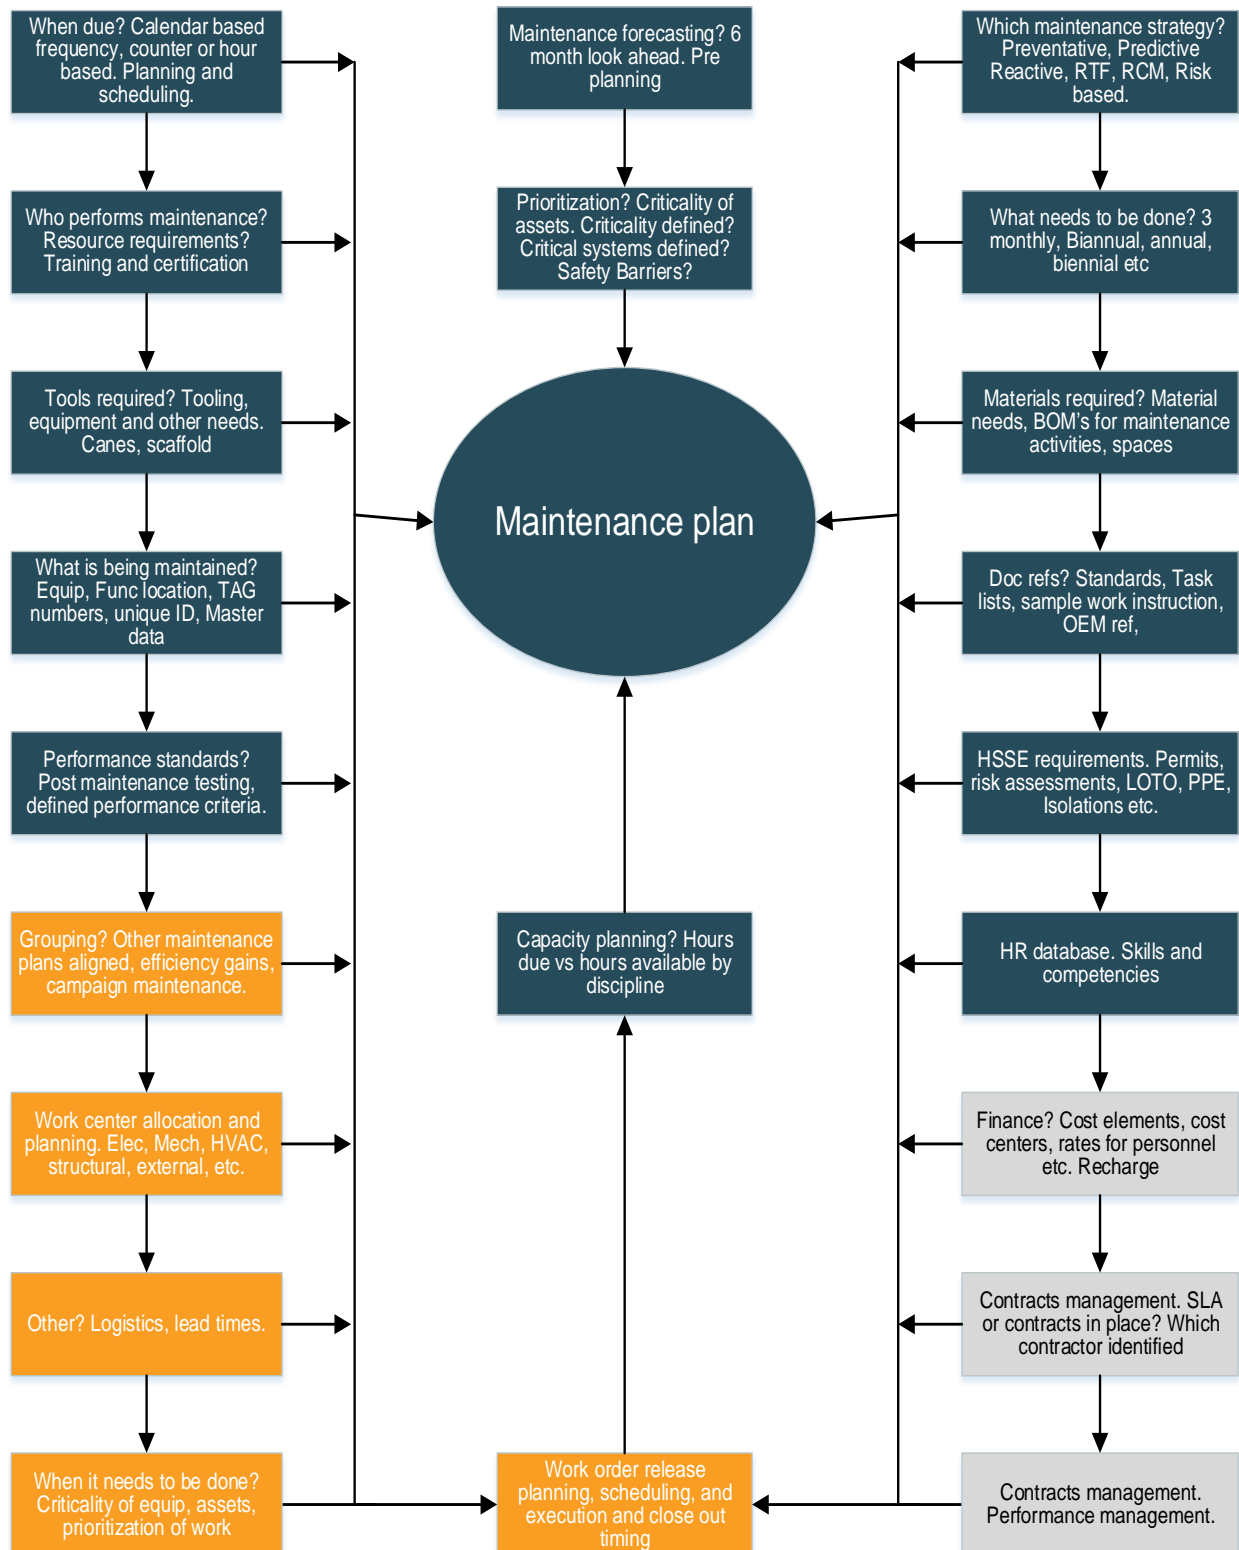 When due? Calendar based
frequency, counter or hour
based. Planning and
scheduling.
Who performs maintenance?
Resource requirements?
Training and certification
Tools required? Tooling,
equipment and other needs.
Canes, scaffold
What is being maintained?
Equip, Func location, TAG
numbers, unique ID, Master
data
Performance standards?
Post maintenance testing,
defined performance criteria.
Grouping? Other maintenance
plans aligned, efficiency gains,
campaign maintenance.
Work center allocation and
planning. Elec, Mech, HVAC,
structural, external, etc.
Other? Logistics, lead times.
When it needs to be done?
Criticality of equip, assets,
prioritization of work
Maintenance forecasting? 6
month look ahead. Pre
planning
Prioritization? Criticality of
assets. Criticality defined?
Critical systems defined?
Safety Barriers?
Maintenance plan
Capacity planning? Hours
due vs hours available by
discipline
Work order release
planning, scheduling, and
execution and close out
timing
Which maintenance strategy?
Preventative, Predictive
Reactive, RTF, RCM, Risk
based.
What needs to be done? 3
monthly, Biannual, annual,
biennial etc
Materials required? Material
needs, BOM's for maintenance
activities, spaces
Doc refs? Standards, Task
lists, sample work instruction,
OEM ref,
HSSE requirements. Permits,
risk assessments, LOTO, PPE,
Isolations etc.
HR database. Skills and
competencies
Finance? Cost elements, cost
centers, rates for personnel
etc. Recharge
Contracts management. SLA
or contracts in place? Which
contractor identified
Contracts management.
Performance management.